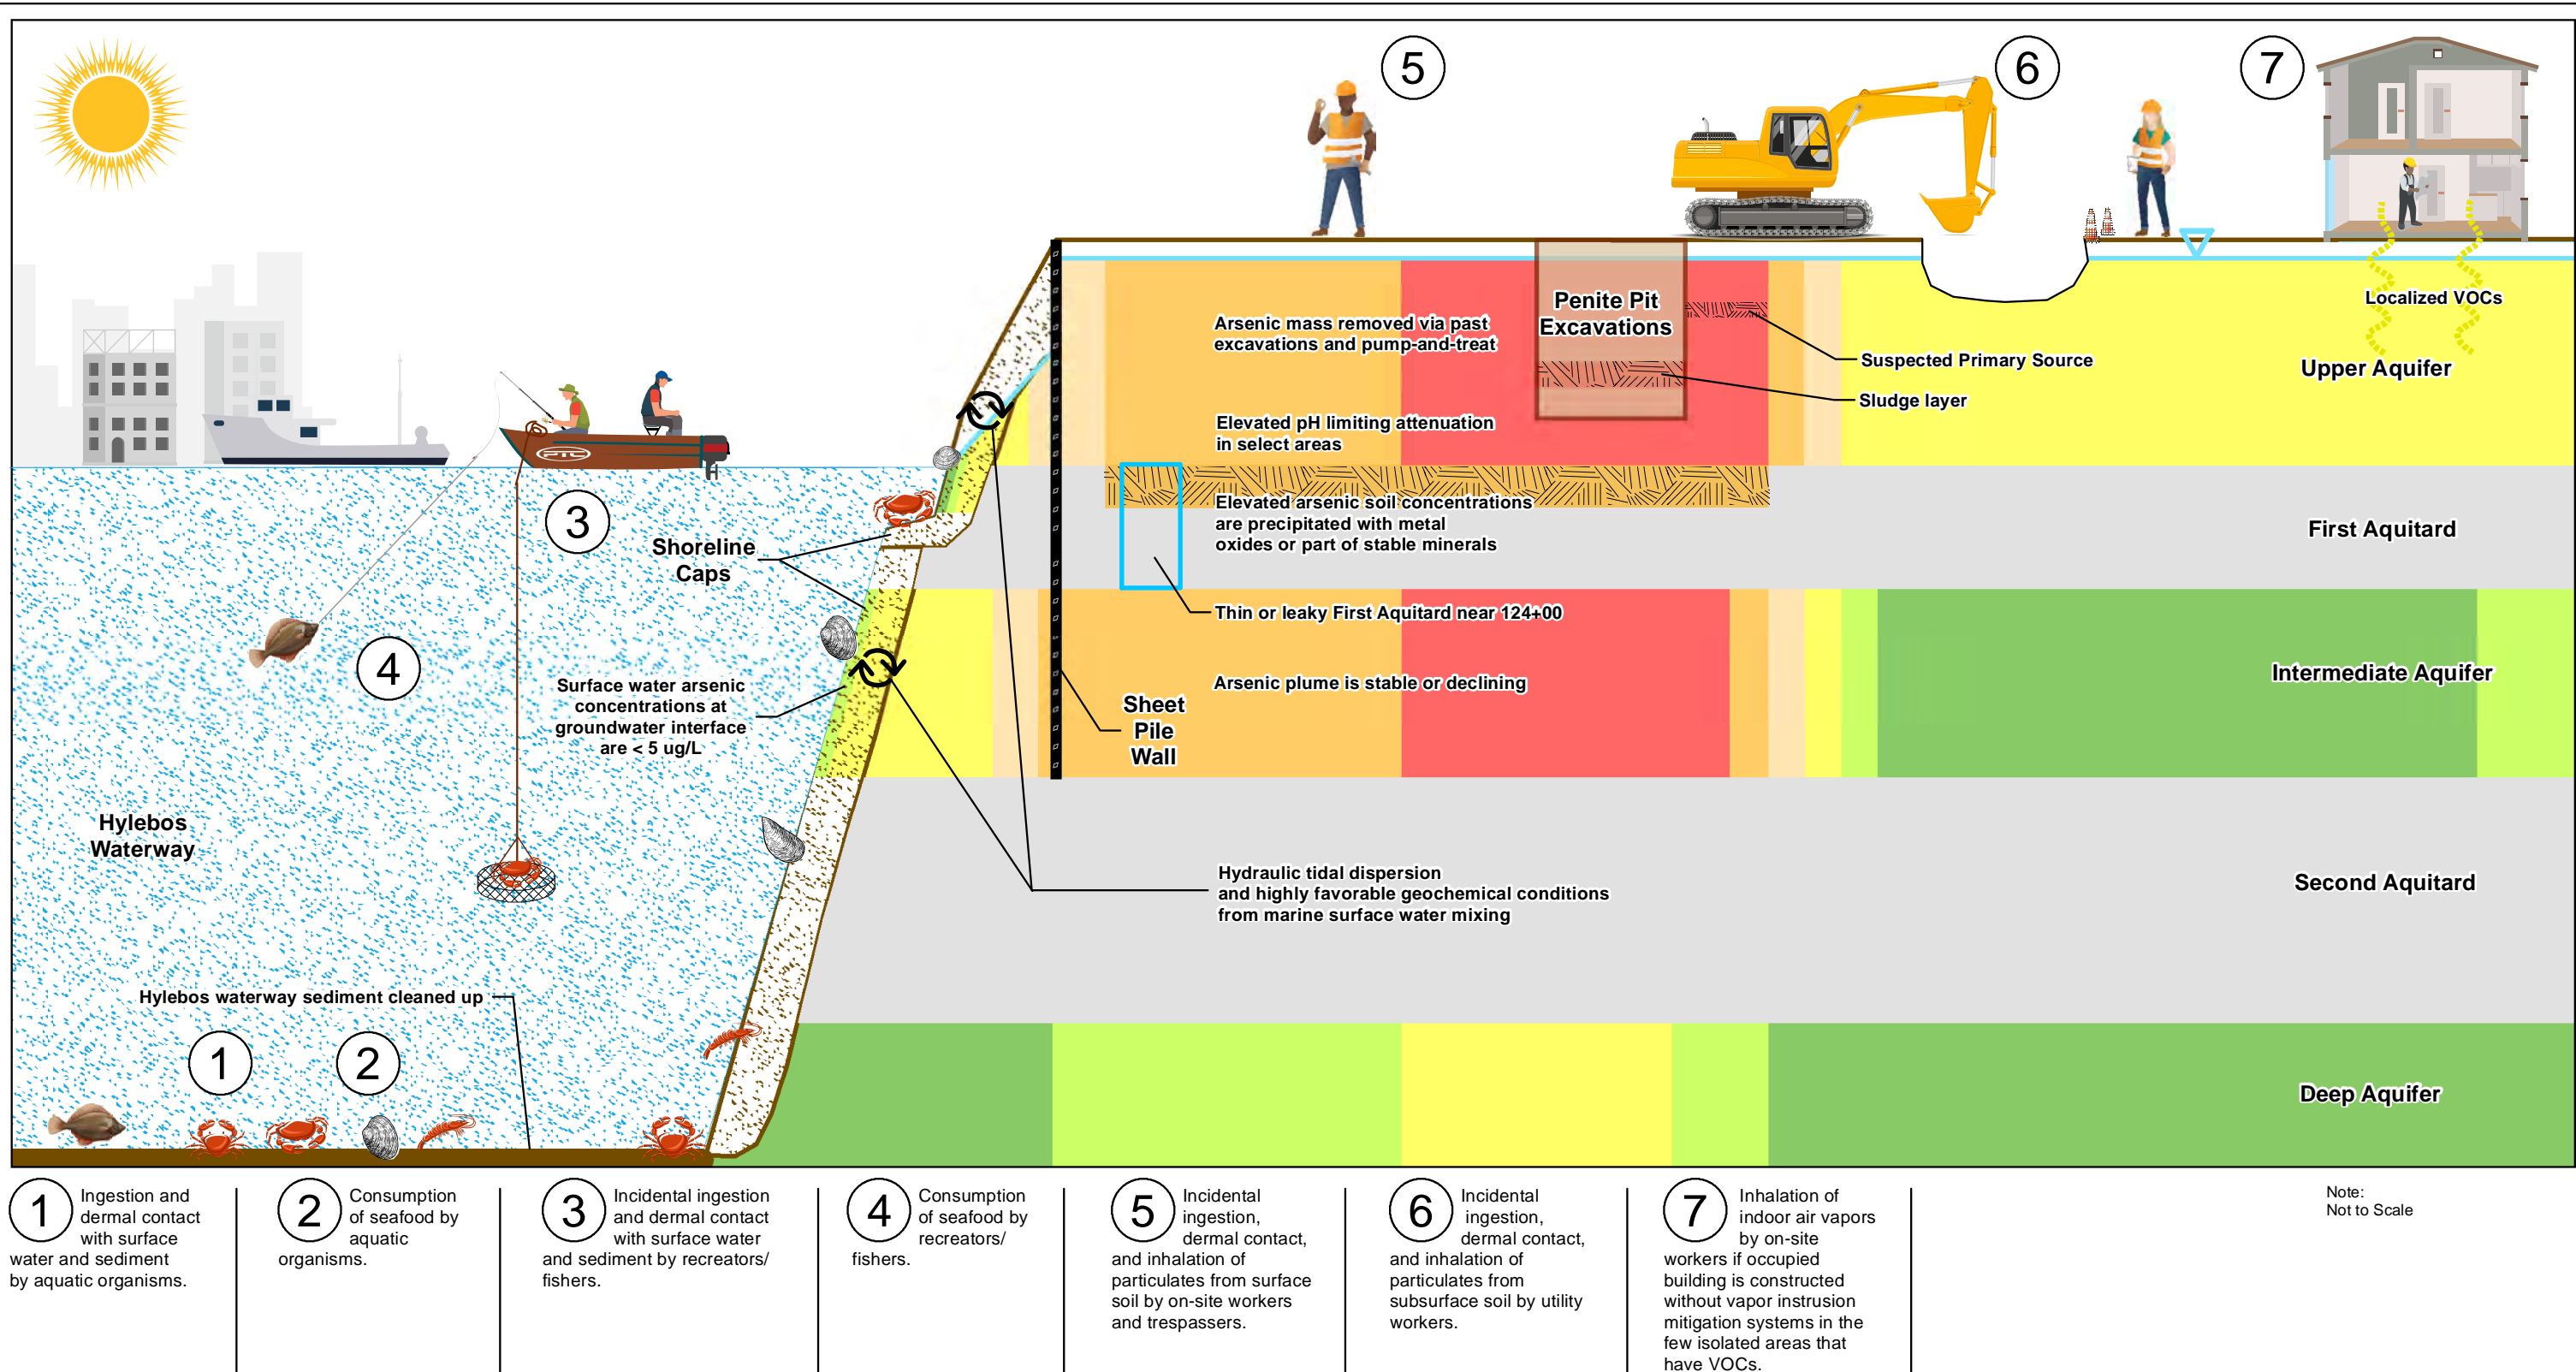 5
6
7
Localized VOCs
Penite Pit
Excavations
Arsenic mass removed via past
excavations and pump-and-treat
Suspected Primary Source
Upper Aquifer
Sludge layer
Elevated pH limiting attenuation
in select areas
PTC
3
Shoreline
Caps
Elevated arsenic soil concentrations
are precipitated with metal
oxides or part of stable minerals
First Aquitard
Thin or leaky First Aquitard near 124+00
4
Surface water arsenic
concentrations at
groundwater interface
are < 5 ug/L
Arsenic plume is stable or declining
Intermediate Aquifer
Sheet
Pile
Wall
Hylebos
Waterway
Hydraulic tidal dispersion
and highly favorable geochemical conditions
from marine surface water mixing
Second Aquitard
Hylebos waterway sediment cleaned up
1
2
Deep Aquifer
1 Ingestion and
dermal contact
with surface
water and sediment
by aquatic organisms.
2 Consumption
of seafood by
aquatic
organisms.
3 Incidental ingestion
and dermal contact
with surface water
and sediment by recreators/
fishers.
4 Consumption
of seafood by
recreators/
fishers.
5 Incidental
ingestion,
dermal contact,
and inhalation of
particulates from surface
soil by on-site workers
and trespassers.
6 Incidental
ingestion,
dermal contact,
and inhalation of
particulates from
subsurface soil by utility
workers.
7 Inhalation of
indoor air vapors
by on-site
workers if occupied
building is constructed
without vapor instrusion
mitigation systems in the
few isolated areas that
have VOCs.
Note:
Not to Scale